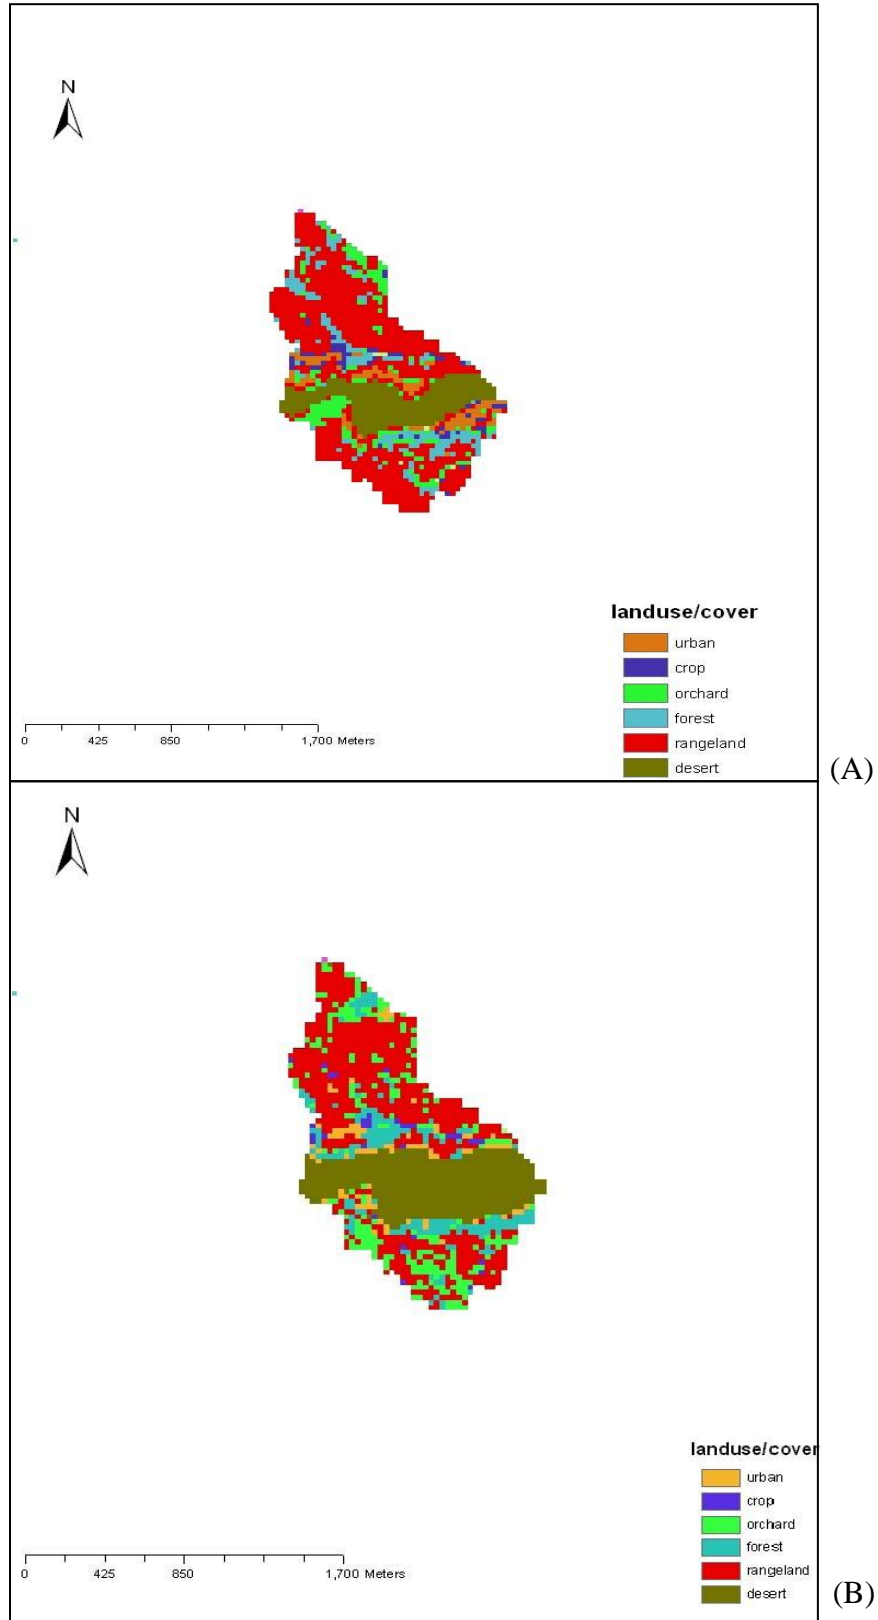 N
landuse/cover
urban
crop
orchard
forest
rangeland
desert
0 425 850 1,700 Meters
(A)
N
landuse/cover
urban
crop
orchard
forest
rangeland
desert
0 425 850 1,700 Meters
(B)